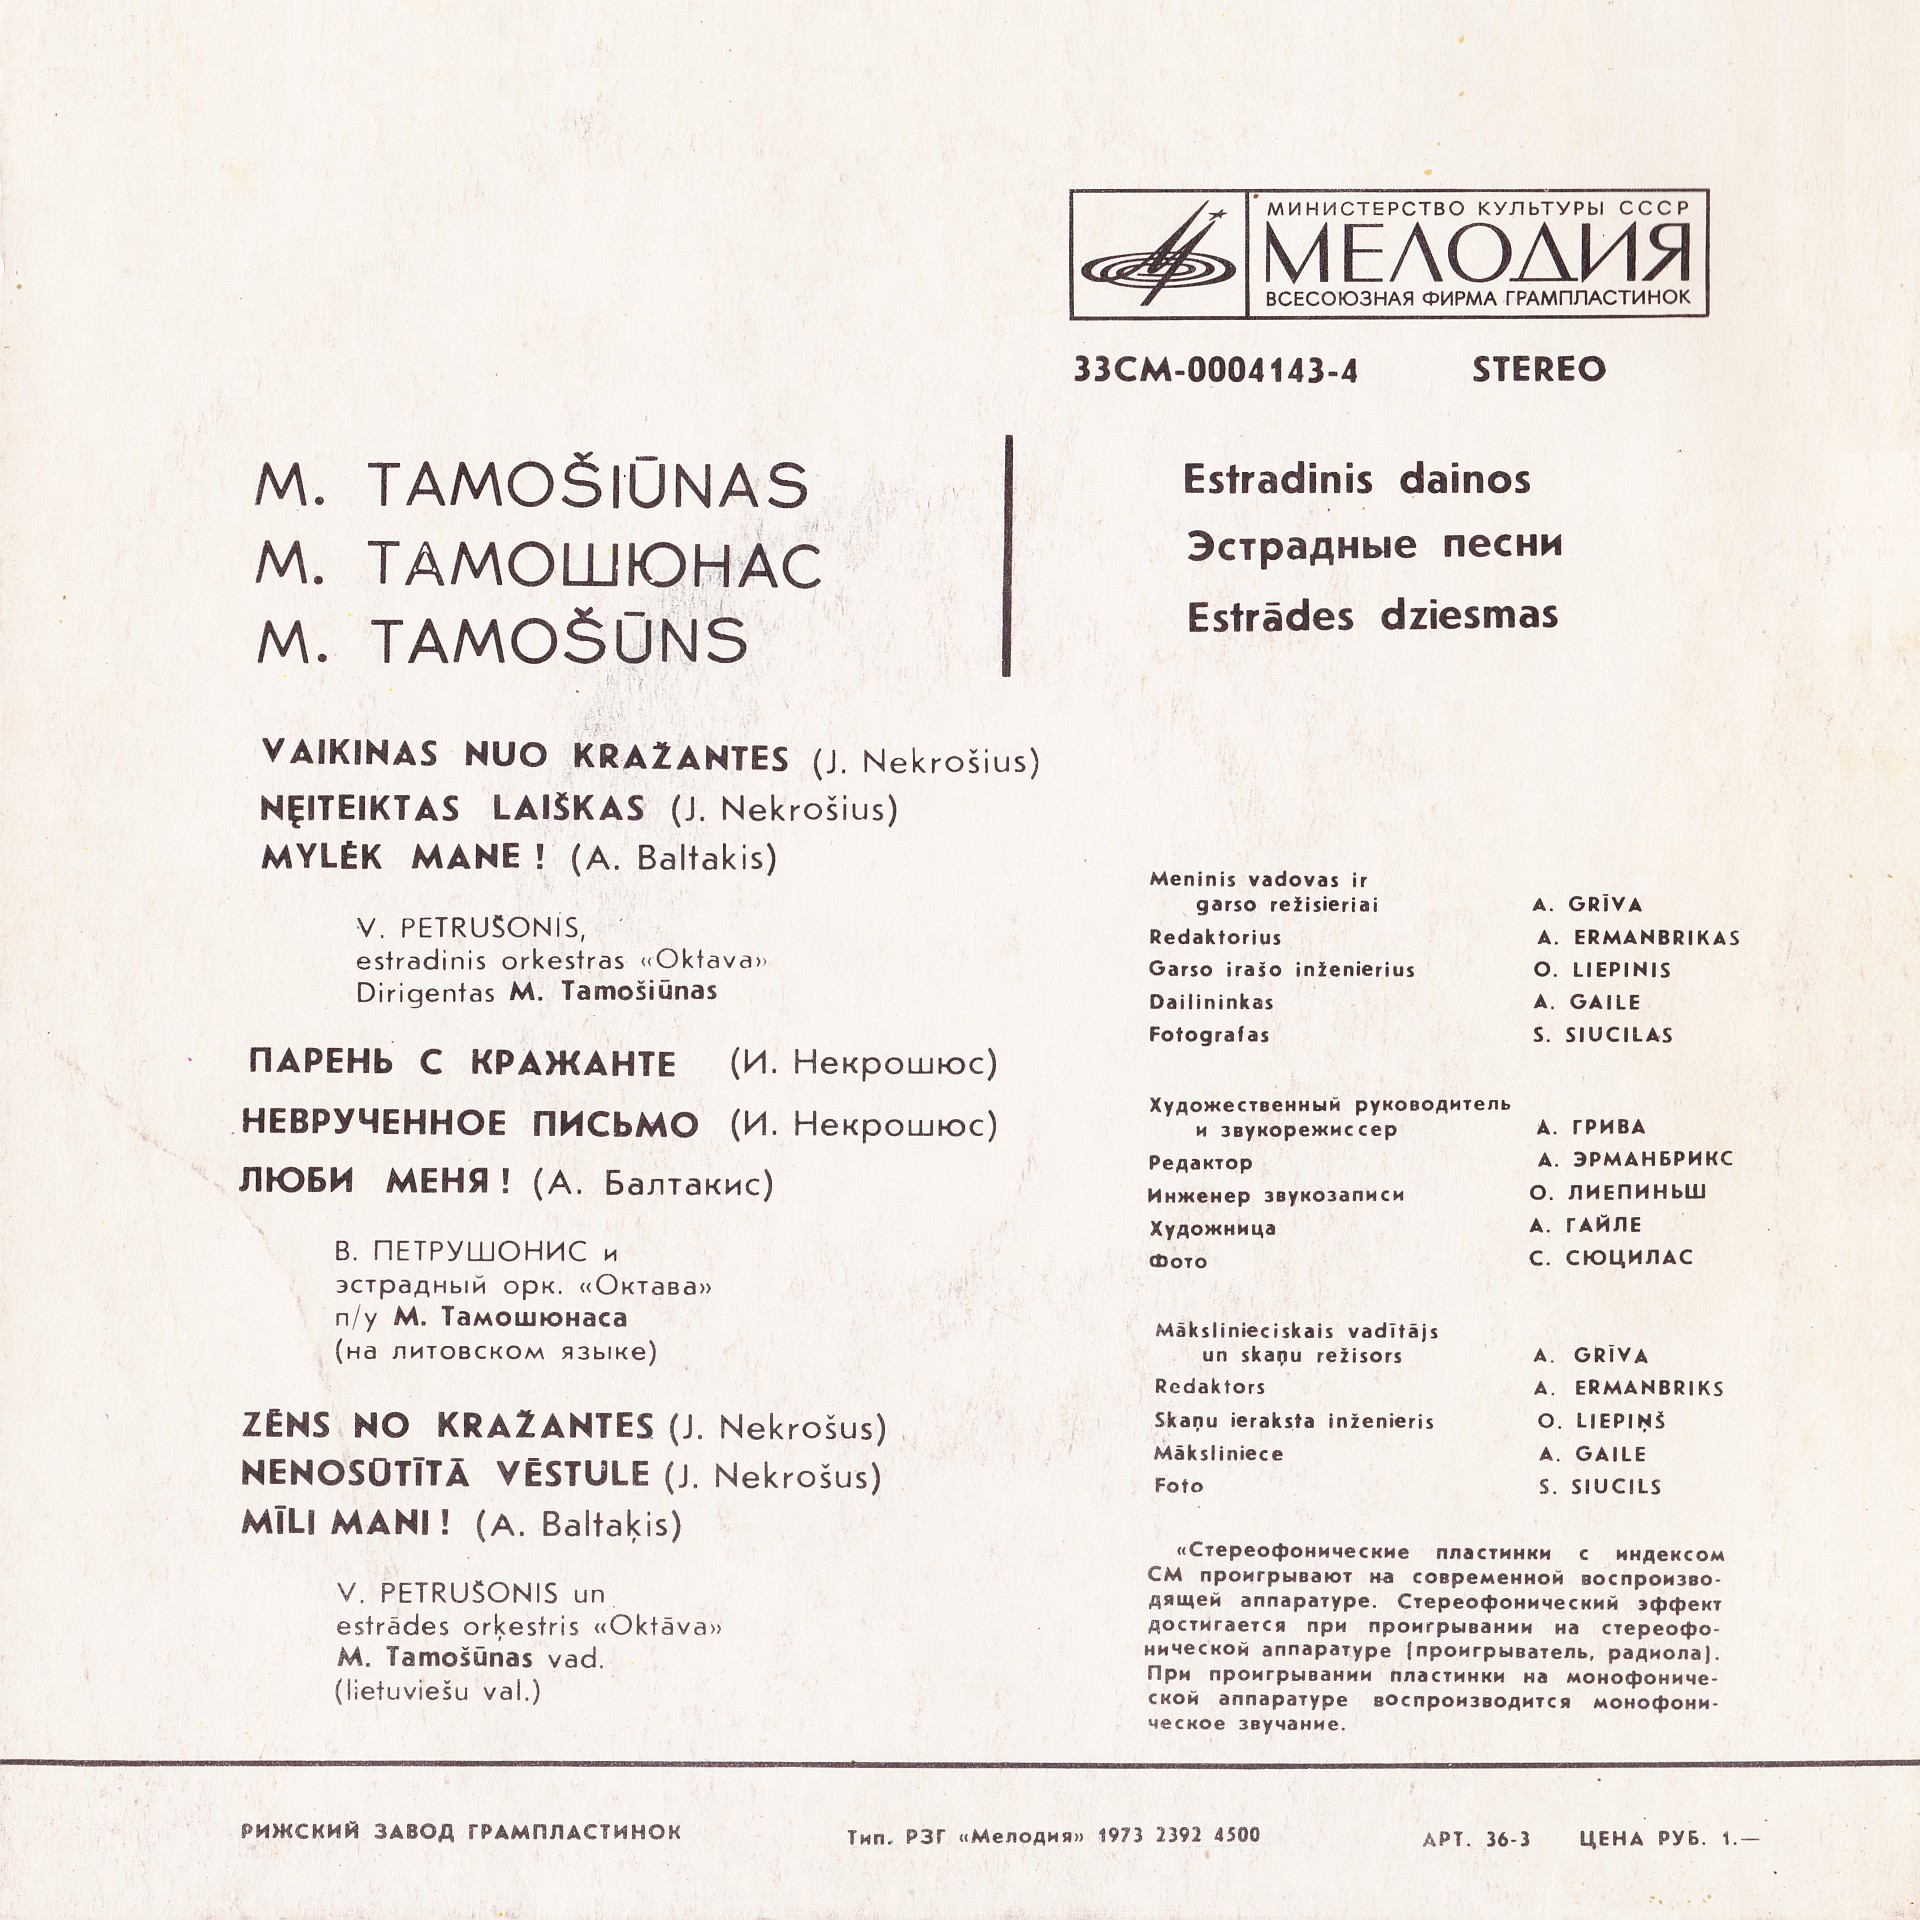 МИНИСТЕРСТВО КУЛЬТУРЫ СССР
МЕЛОДИЯ
ВСЕСОЮЗНАЯ ФИРМА ГРАМПЛАСТИНОК
33СМ-0004143-4 STEREO
M. TAMOŠIŪNAS
М. ТАМОШЮНАС
M. TAMOŠŪNS
Estradinis dainos
Эстрадные песни
Estrādes dziesmas
VAIKINAS NUO KRAŽANTES (J. Nekrošius)
NĘITEIKTAS LAIŠKAS (J. Nekrošius)
MYLĖK MANE! (A. Baltakis)
V. PETRUŠONIS,
estradinis orkestras «Oktava»
Dirigentas M. Tamošiūnas
ПАРЕНЬ С КРАЖАНТЕ (И. Некрошюс)
НЕВРУЧЕННОЕ ПИСЬМО (И. Некрошюс)
ЛЮБИ МЕНЯ! (А. Балтакис)
В. ПЕТРУШОНИС и
эстрадный орк. «Октава»
п/у М. Тамошюнаса
(на литовском языке)
ZĒNS NO KRAŽANTES (J. Nekrošus)
NENOSŪTĪTĀ VĒSTULE (J. Nekrošus)
MĪLI MANI! (A. Baltaķis)
V. PETRUŠONIS un
estrādes orķestris «Oktāva»
M. Tamošūnas vad.
(lietuviešu val.)
Meninis vadovas ir
garso režisieriai A. GRĪVA
Redaktorius A. ERMANBRIKAS
Garso irašo inženierius O. LIEPINIS
Dailininkas A. GAILE
Fotografas S. SIUCILAS
Художественный руководитель
и звукорежиссер А. ГРИВА
Редактор А. ЭРМАНБРИКС
Инженер звукозаписи О. ЛИЕПИНЬШ
Художница А. ГАЙЛЕ
Фото С. СЮЦИЛАС
Mākslinieciskais vadītājs
un skaņu režisors A. GRĪVA
Redaktors A. ERMANBRIKS
Skaņu ieraksta inženieris O. LIEPIŅŠ
Māksliniece A. GAILE
Foto S. SIUCILS
«Стереофонические пластинки с индексом
СМ проигрывают на современной воспроизво-
дящей аппаратуре. Стереофонический эффект
достигается при проигрывании на стереофо-
нической аппаратуре (проигрыватель, радиола).
При проигрывании пластинки на монофониче-
ской аппаратуре воспроизводится монофони-
ческое звучание.
РИЖСКИЙ ЗАВОД ГРАМПЛАСТИНОК Тип. РЗГ «Мелодия» 1973 2392 4500 АРТ. 36-3 ЦЕНА РУБ. 1.—